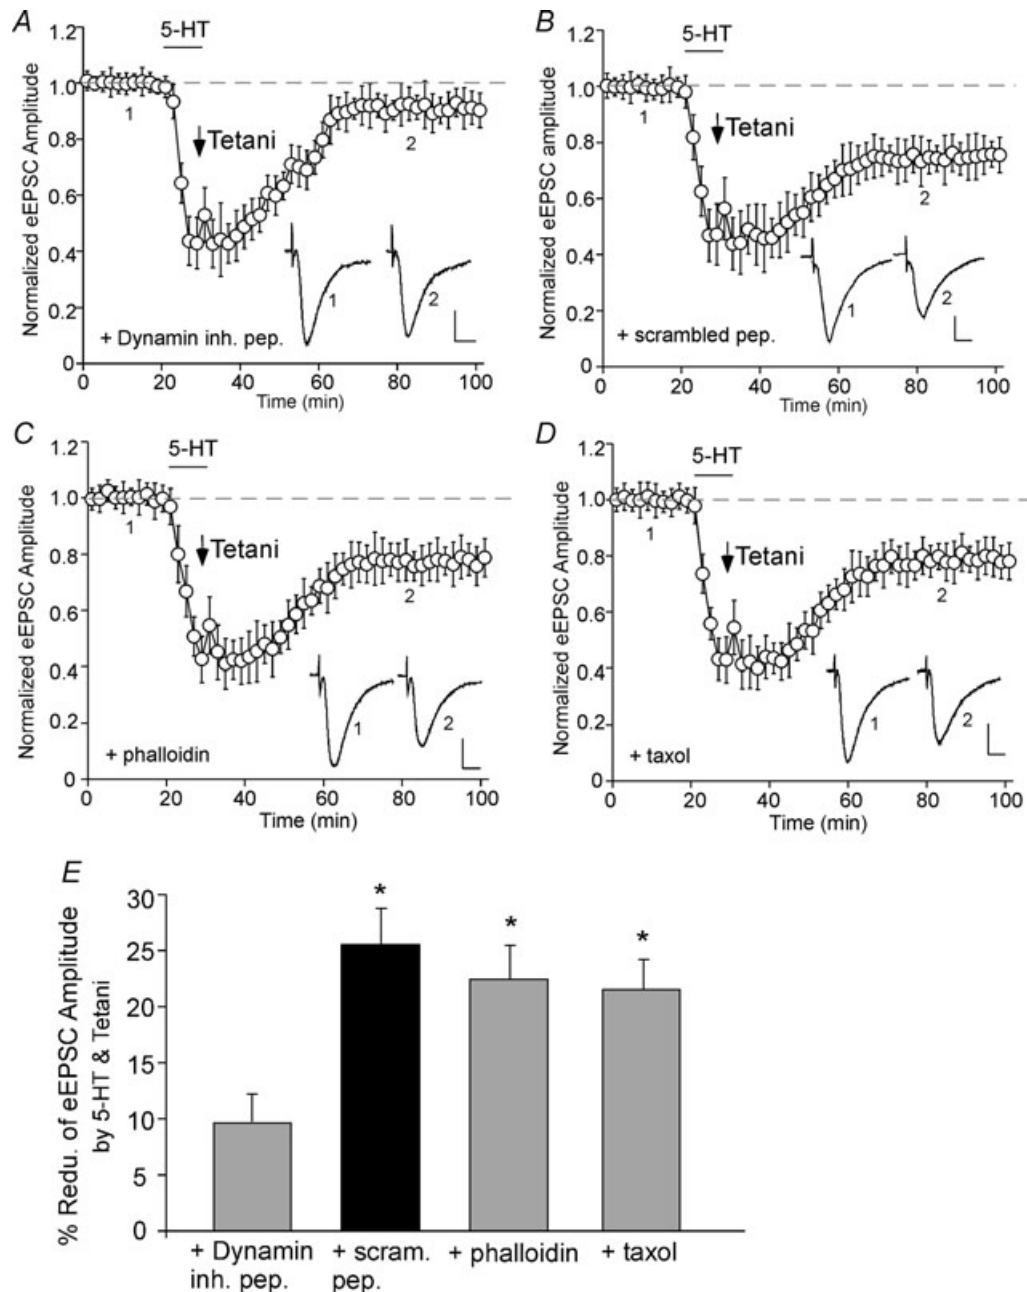 A
5-HT
1.2
1.0
0.8
0.6
0.4
0.2
0
Normalized eEPSC Amplitude
1
Tetani
2
1
2
+ Dynamin inh. pep.
0 20 40 60 80 100
Time (min)
B
5-HT
1.2
1.0
0.8
0.6
0.4
0.2
0
Normalized eEPSC amplitude
1
Tetani
2
1
2
+ scrambled pep.
0 20 40 60 80 100
Time (min)
C
5-HT
1.2
1.0
0.8
0.6
0.4
0.2
0
Normalized eEPSC Amplitude
1
Tetani
2
1
2
+ phalloidin
0 20 40 60 80 100
Time (min)
D
5-HT
1.2
1.0
0.8
0.6
0.4
0.2
0
Normalized eEPSC Amplitude
1
Tetani
2
1
2
+ taxol
0 20 40 60 80 100
Time (min)
E
% Redu. of eEPSC Amplitude
by 5-HT & Tetani
30
25
20
15
10
5
0
*
*
*
+ Dynamin
inh. pep.
+ scram.
pep.
+ phalloidin
+ taxol